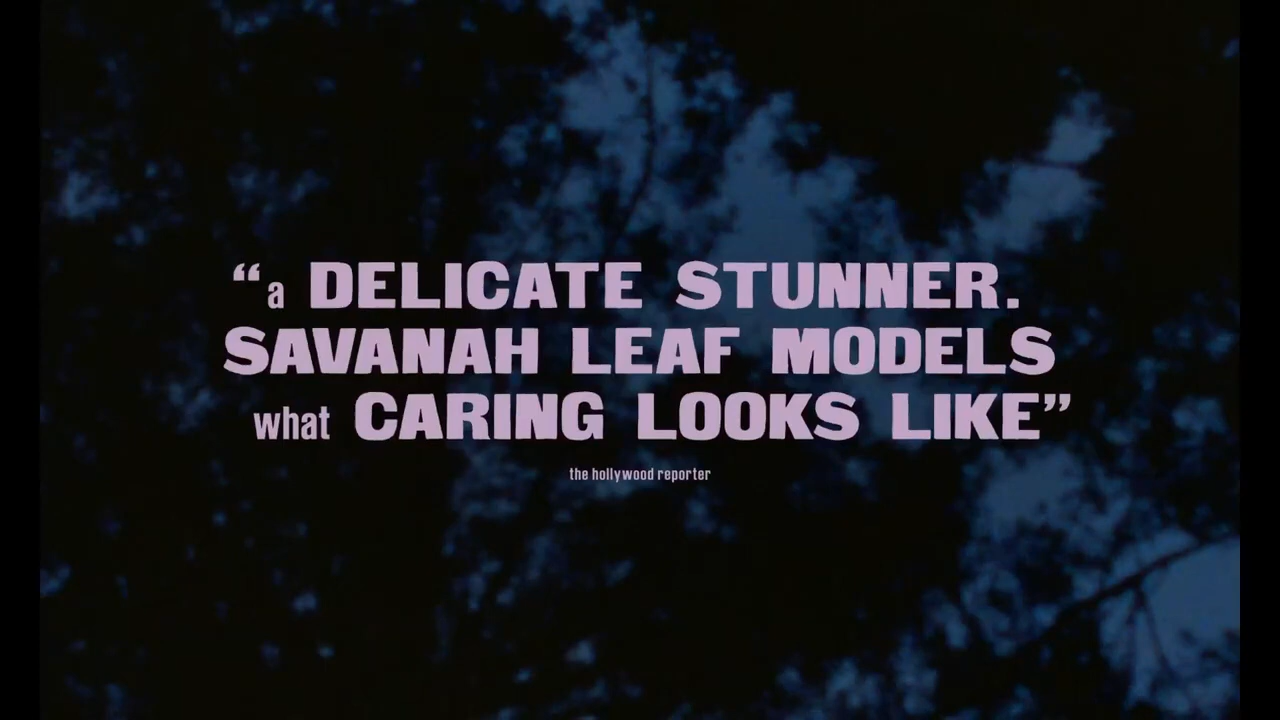 “a DELICATE STUNNER.
SAVANAH LEAF MODELS
what CARING LOOKS LIKE”
the hollywood reporter